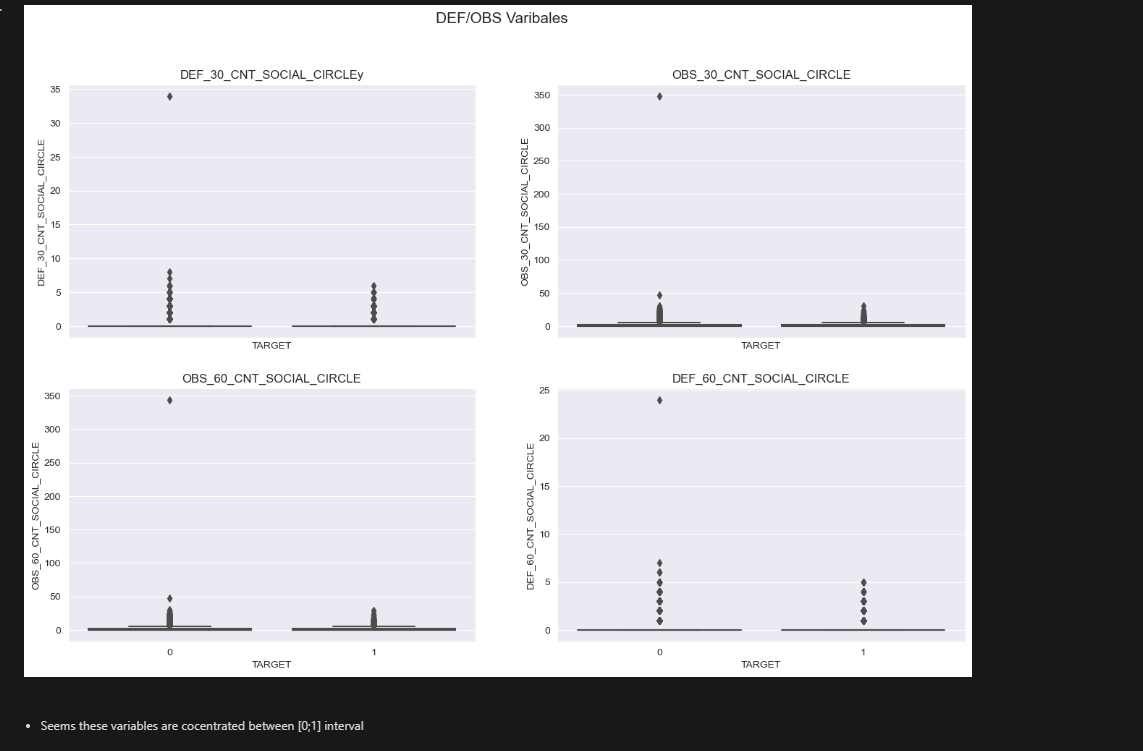 DEF/OBS Varibales
DEF_30_CNT_SOCIAL_CIRCLEy
35
30
25
20
15
10
5
0
DEF_30_CNT_SOCIAL_CIRCLE
TARGET
OBS_30_CNT_SOCIAL_CIRCLE
350
300
250
200
150
100
50
0
OBS_30_CNT_SOCIAL_CIRCLE
TARGET
OBS_60_CNT_SOCIAL_CIRCLE
350
300
250
200
150
100
50
0
OBS_60_CNT_SOCIAL_CIRCLE
0 1
TARGET
DEF_60_CNT_SOCIAL_CIRCLE
25
20
15
10
5
0
DEF_60_CNT_SOCIAL_CIRCLE
0 1
TARGET
• Seems these variables are cocentrated between [0;1] interval